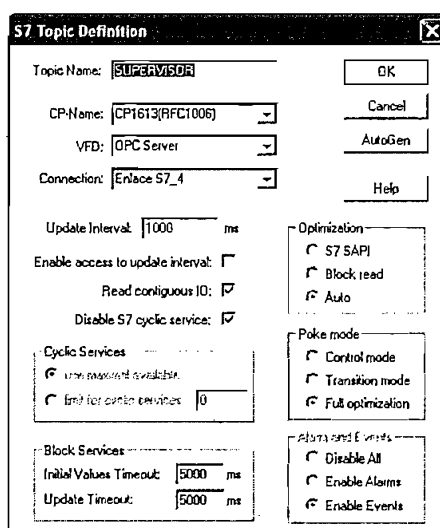 S7 Topic Definition
Topic Name: SUPERVISOR
CP-Name: CP1613(RFC1006)
VFD: OPC Server
Connection: Enlace S7_4
OK
Cancel
AutoGen
Help
Update Interval: 1000 ms
Enable access to update interval:
Read contiguous IO:
Disable S7 cyclic service:
Cyclic Services
use maximum available
limit for cyclic services 0
Block Services
Initial Values Timeout: 5000 ms
Update Timeout: 5000 ms
Optimization
S7 SAPI
Block read
Auto
Poke mode
Control mode
Transition mode
Full optimization
Alarm and Events
Disable All
Enable Alarms
Enable Events